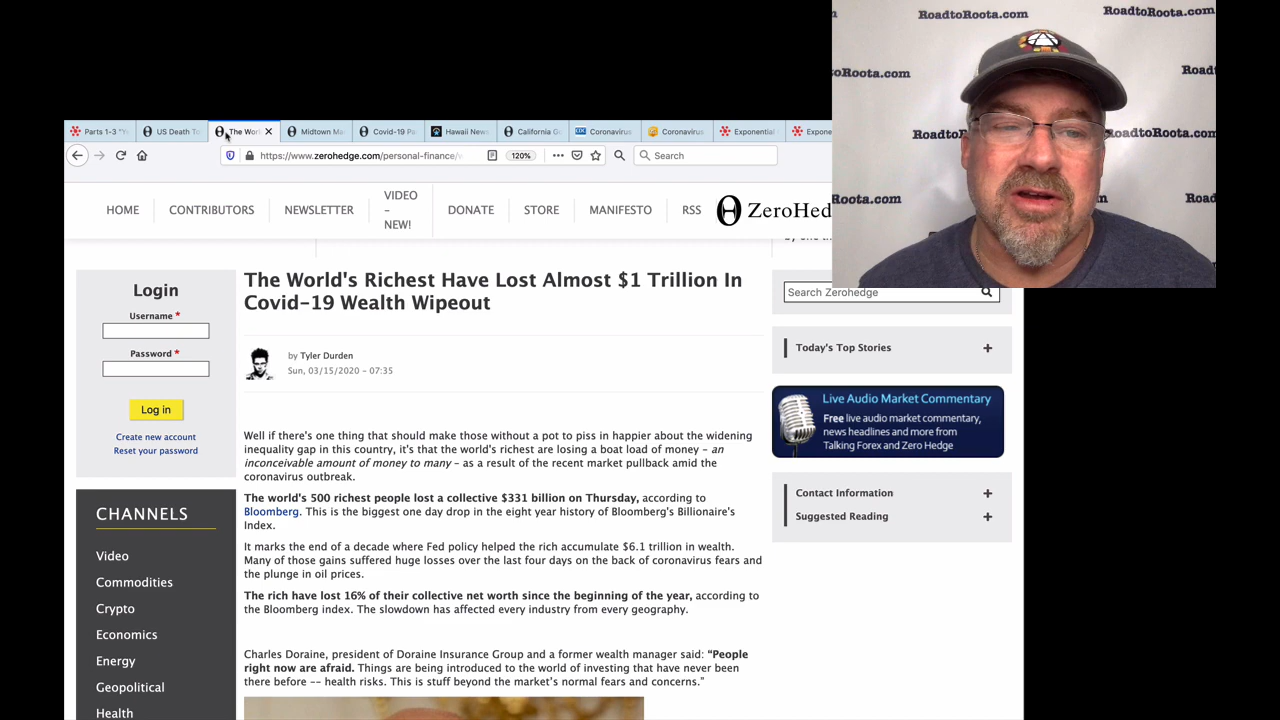 RoadtoRoota.com
RoadtoRoota.com
toRoota.com
Roadt
Roadto
Roota.com
toRoota.com
Road
Parts 1-3 "Y
US Death To
The Worl
Midtown Ma
Covid-19 Pa
Hawaii News
California G
Coronavirus
Coronavirus
Exponential
Expone
https://www.zerohedge.com/personal-finance/
120%
Search
HOME
CONTRIBUTORS
NEWSLETTER
VIDEO
–
NEW!
DONATE
STORE
MANIFESTO
RSS
ZeroHedg
Login
Username *
Password *
Log in
Create new account
Reset your password
CHANNELS
Video
Commodities
Crypto
Economics
Energy
Geopolitical
Health
The World's Richest Have Lost Almost $1 Trillion In
Covid-19 Wealth Wipeout
by Tyler Durden
Sun, 03/15/2020 - 07:35
Well if there's one thing that should make those without a pot to piss in happier about the widening
inequality gap in this country, it's that the world's richest are losing a boat load of money – an
inconceivable amount of money to many – as a result of the recent market pullback amid the
coronavirus outbreak.
The world's 500 richest people lost a collective $331 billion on Thursday, according to
Bloomberg. This is the biggest one day drop in the eight year history of Bloomberg's Billionaire's
Index.
It marks the end of a decade where Fed policy helped the rich accumulate $6.1 trillion in wealth.
Many of those gains suffered huge losses over the last four days on the back of coronavirus fears and
the plunge in oil prices.
The rich have lost 16% of their collective net worth since the beginning of the year, according to
the Bloomberg index. The slowdown has affected every industry from every geography.
Charles Doraine, president of Doraine Insurance Group and a former wealth manager said: “People
right now are afraid. Things are being introduced to the world of investing that have never been
there before -- health risks. This is stuff beyond the market’s normal fears and concerns.”
Search Zerohedge
Today's Top Stories
Live Audio Market Commentary
Free live audio market commentary,
news headlines and more from
Talking Forex and Zero Hedge
Contact Information
Suggested Reading